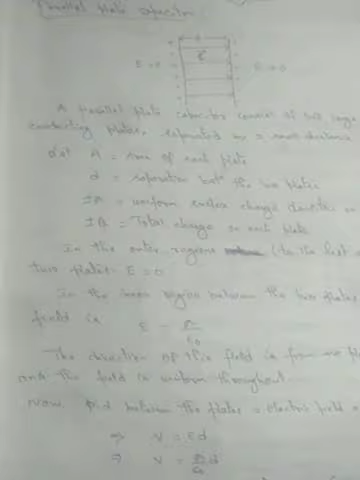 Parallel plate capacitor
E = 0
E
E = 0
A parallel plate capacitor consist of two large
conducting plates, separated by a small distance
Let A = area of each plate
d = separation bet the two plates
±σ = uniform surface charge densities on
±Q = Total charge on each plate
In the outer regions (to the left
two plates E = 0
In the inner region between the two plates
field is
E = σ/ε₀
The direction of this field is from +ve
and the field is uniform throughout.
Now, p.d between the plates = electric field
⇒ V = Ed
⇒ V = σ/ε₀ d